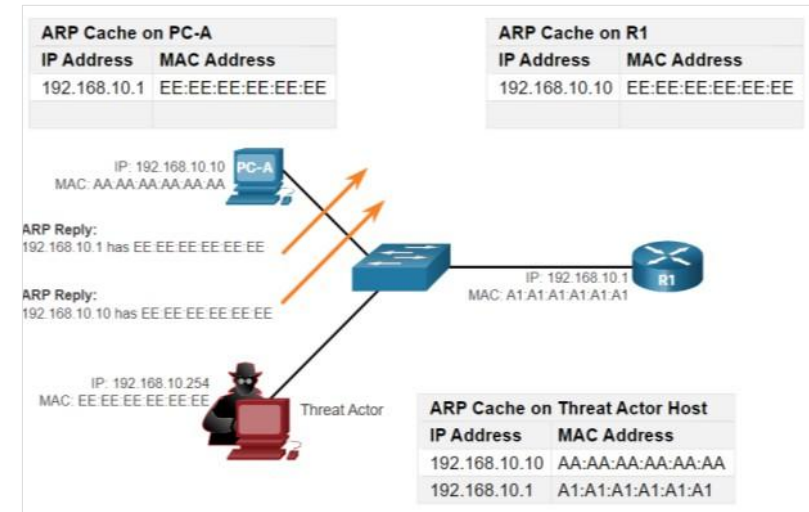 ARP Cache on PC-A
IP Address MAC Address
192.168.10.1 EE:EE:EE:EE:EE:EE
ARP Cache on R1
IP Address MAC Address
192.168.10.10 EE:EE:EE:EE:EE:EE
IP: 192.168.10.10
MAC: AA:AA:AA:AA:AA:AA
PC-A
ARP Reply:
192.168.10.1 has EE:EE:EE:EE:EE:EE
ARP Reply:
192.168.10.10 has EE:EE:EE:EE:EE:EE
IP: 192.168.10.1
MAC: A1:A1:A1:A1:A1:A1
R1
IP: 192.168.10.254
MAC: EE:EE:EE:EE:EE:EE
Threat Actor
ARP Cache on Threat Actor Host
IP Address MAC Address
192.168.10.10 AA:AA:AA:AA:AA:AA
192.168.10.1 A1:A1:A1:A1:A1:A1